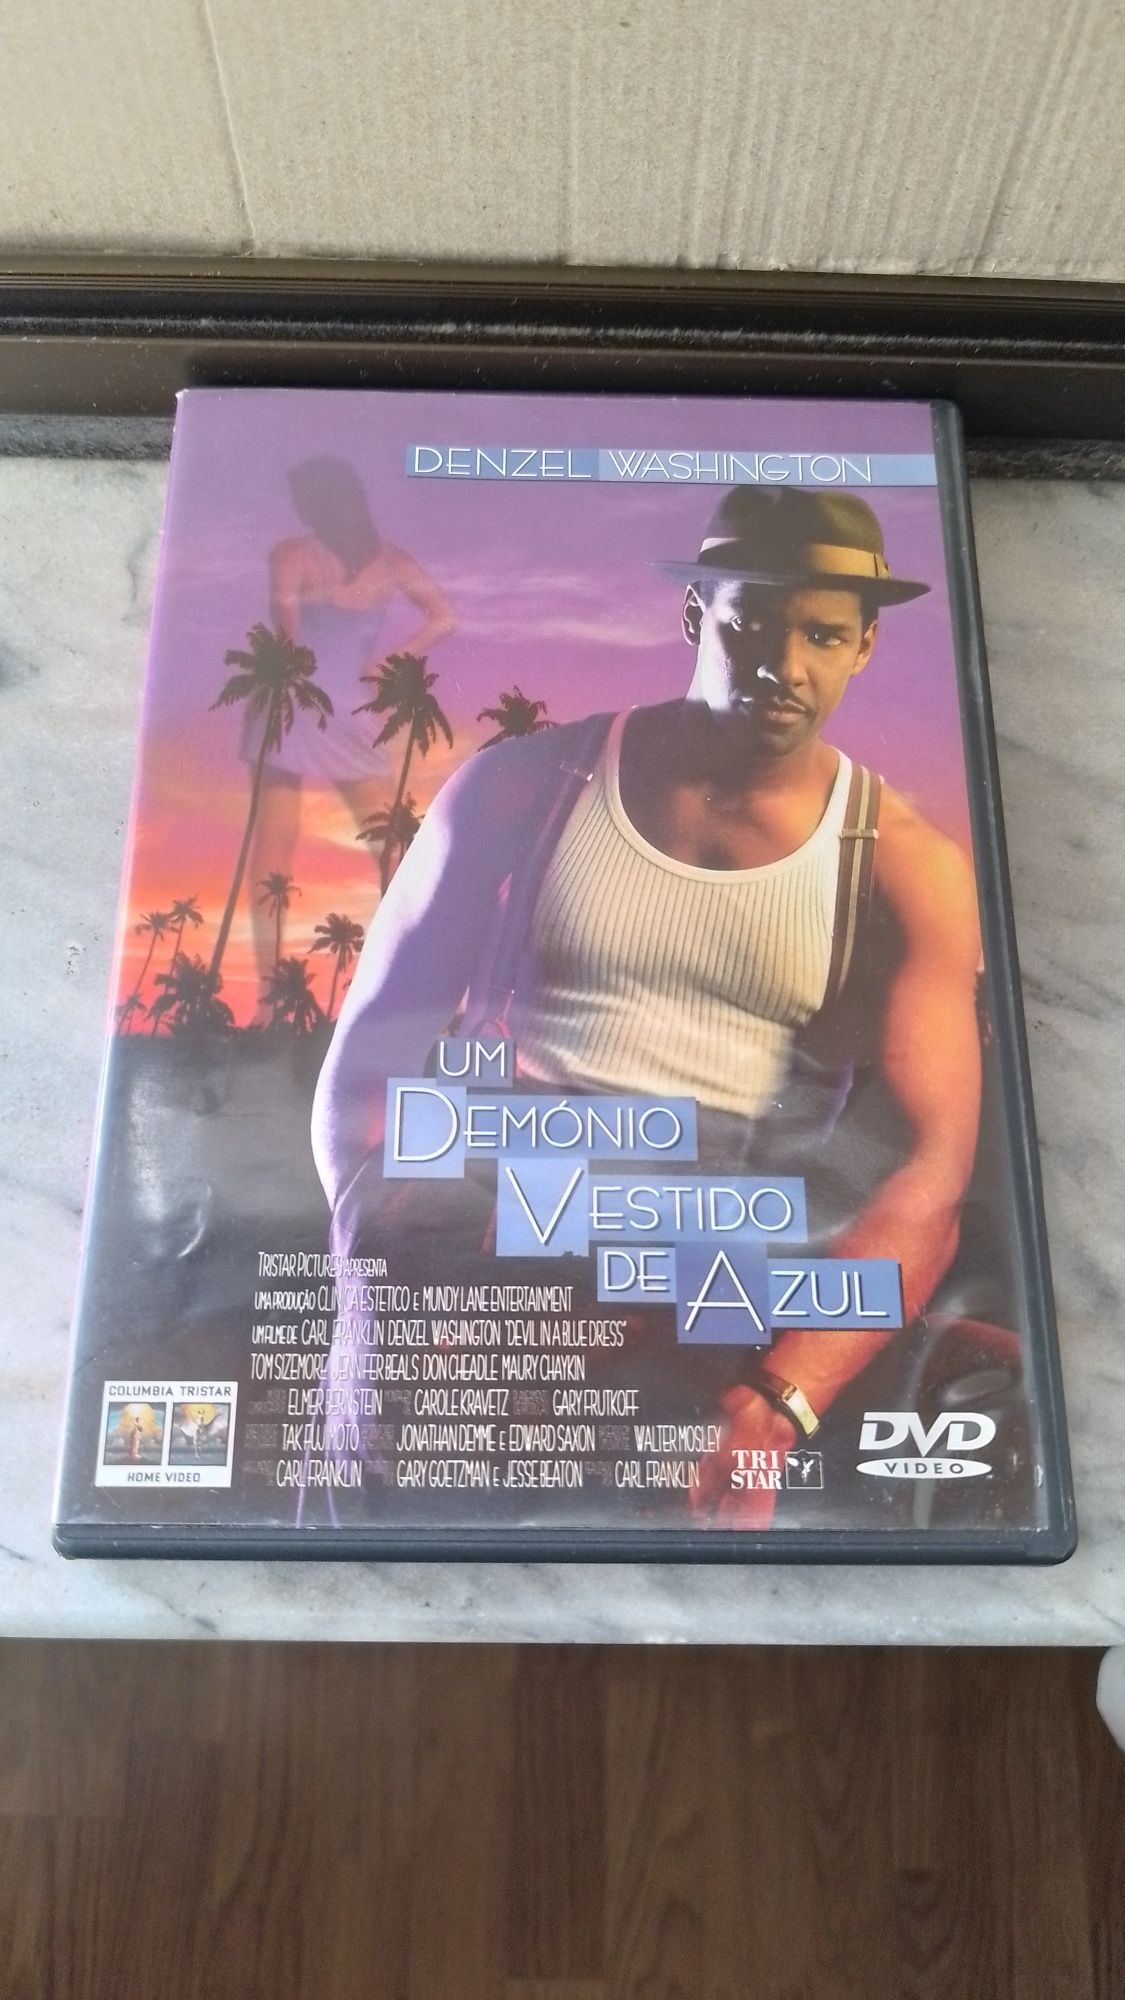 DENZEL WASHINGTON
UM
DEMÓNIO
VESTIDO
DE AZUL
TRISTAR PICTURES APRESENTA
UMA PRODUÇÃO CLINICA ESTETICO E MUNDY LANE ENTERTAINMENT
UM FILME DE CARL FRANKLIN DENZEL WASHINGTON "DEVIL IN A BLUE DRESS"
TOM SIZEMORE JENNIFER BEALS DON CHEADLE MAURY CHAYKIN
ELMER BERNSTEIN CAROLE KRAVETZ GARY FRUTKOFF
TAK FUJIMOTO JONATHAN DEMME E EDWARD SAXON WALTER MOSLEY
CARL FRANKLIN GARY GOETZMAN E JESSE BEATON CARL FRANKLIN
COLUMBIA TRISTAR
HOME VIDEO
TRI
STAR
DVD
VIDEO